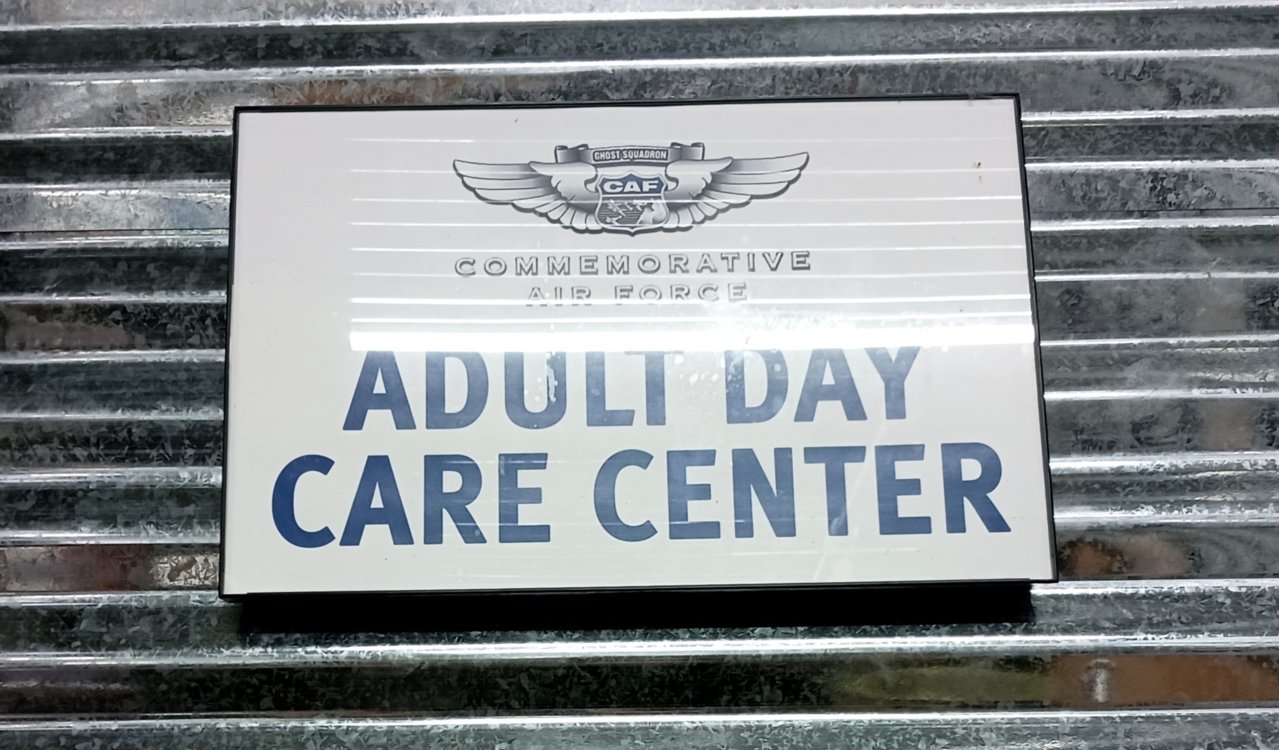 GHOST SQUADRON
CAF
COMMEMORATIVE
AIR FORCE
ADULT DAY
CARE CENTER